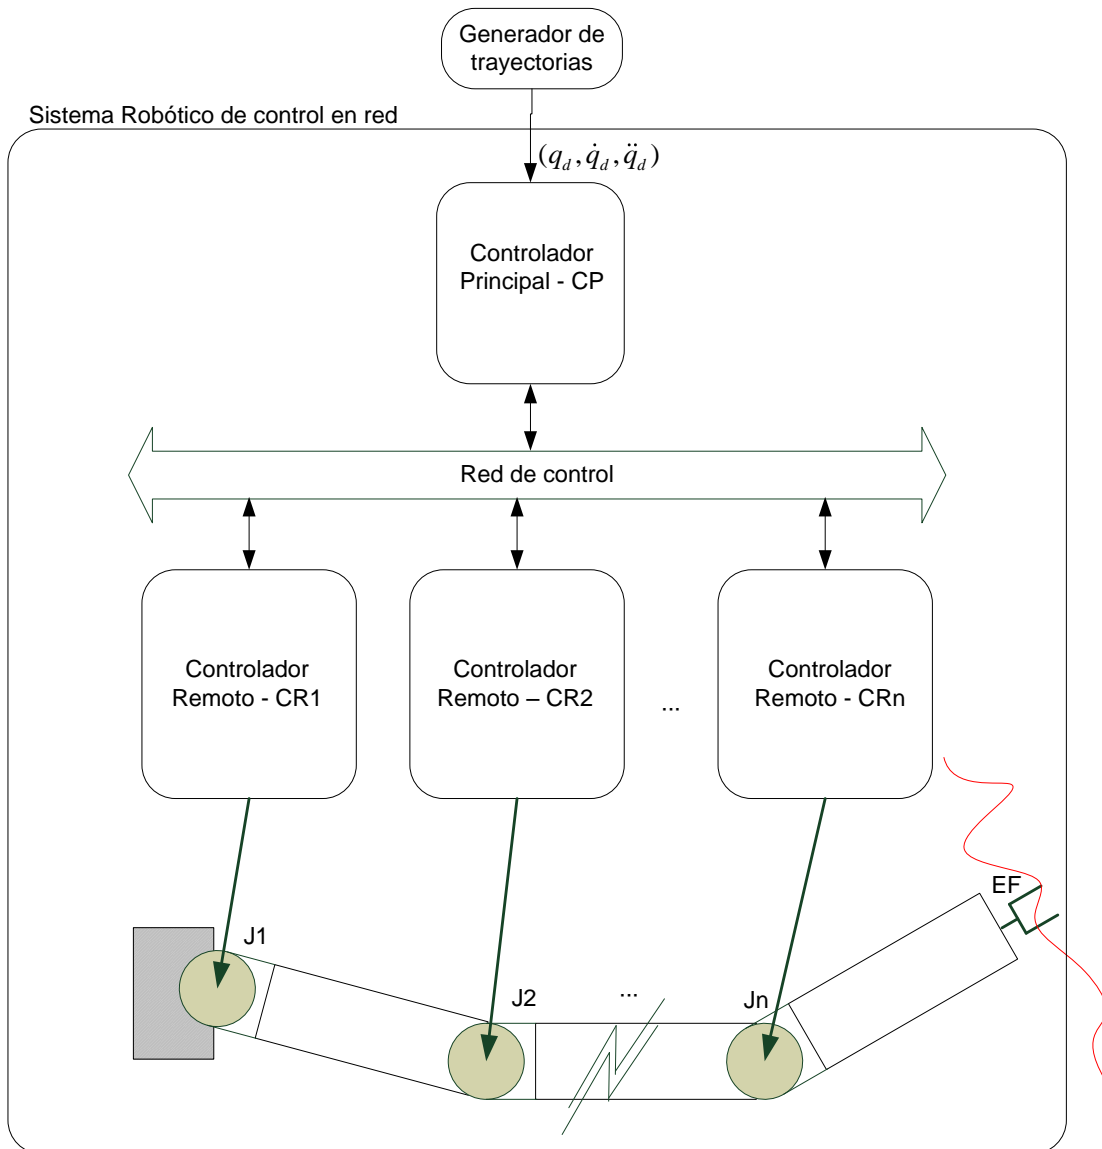 Generador de
trayectorias
Sistema Robótico de control en red
(q_d, q̇_d, q̈_d)
Controlador
Principal - CP
Red de control
Controlador
Remoto - CR1
Controlador
Remoto – CR2
...
Controlador
Remoto - CRn
EF
J1
J2
...
Jn